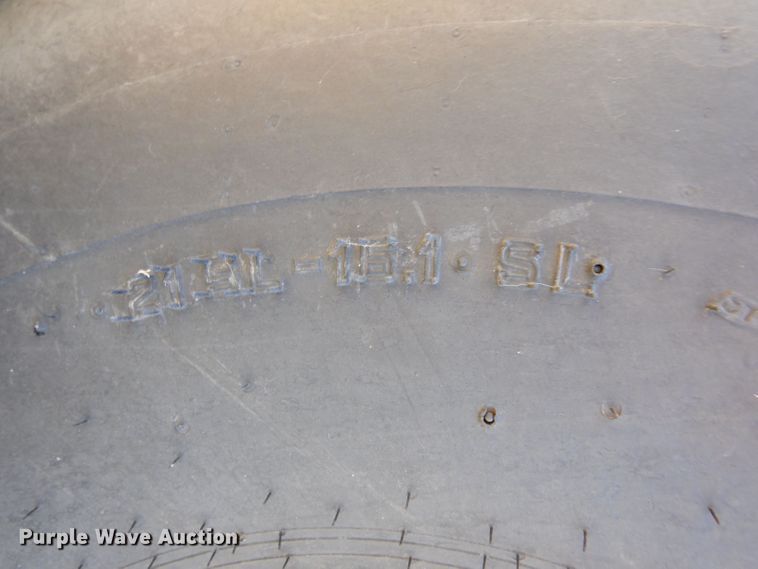 21.5L-16.1 SL
Purple Wave Auction